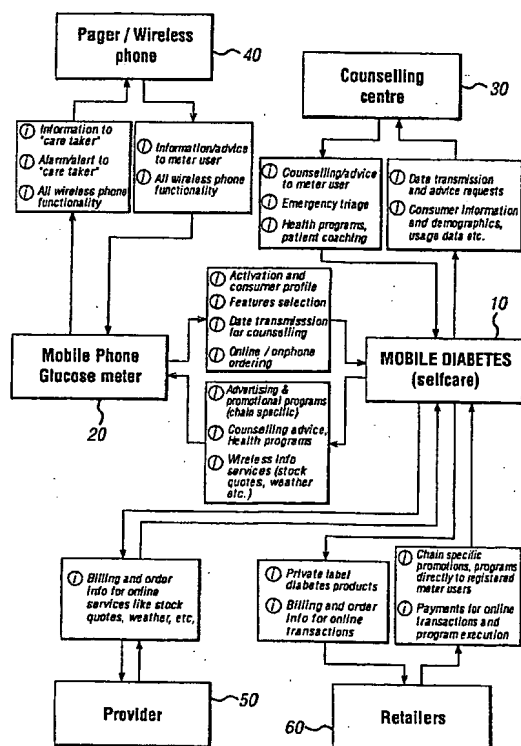 Pager / Wireless
phone
40
Counselling
centre
30
Information to
"care taker"
Alarm/alert to
"care taker"
All wireless phone
functionality
Information/advice
to meter user
All wireless phone
functionality
Counselling/advice
to meter user
Emergency triage
Health programs,
patient coaching
Date transmission
and advice requests
Consumer Information
and demographics,
usage data etc.
Activation and
consumer profile
Features selection
Date transmisssion
for counselling
Online / onphone
ordering
Mobile Phone
Glucose meter
20
10
MOBILE DIABETES
(selfcare)
Advertising &
promotional programs
(chain specific)
Counselling advice,
Health programs
Wireless Info
services (stock
quotes, weather
etc.)
Billing and order
Info for online
services like stock
quotes, weather, etc,
Private label
diabetes products
Billing and order
Info for online
transactions
Chain specific
promotions, programs
directly to registered
meter users
Payments for online
transactions and
program execution
Provider
50
60
Retailers